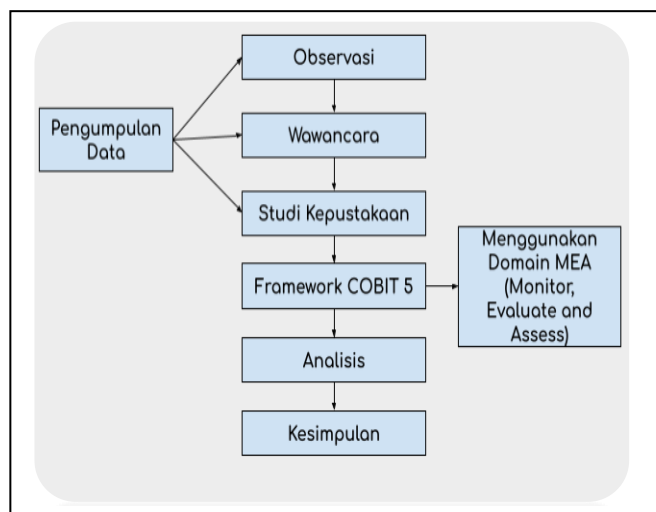 Observasi
Pengumpulan
Data
Wawancara
Studi Kepustakaan
Framework COBIT 5
Menggunakan
Domain MEA
(Monitor,
Evaluate and
Assess)
Analisis
Kesimpulan